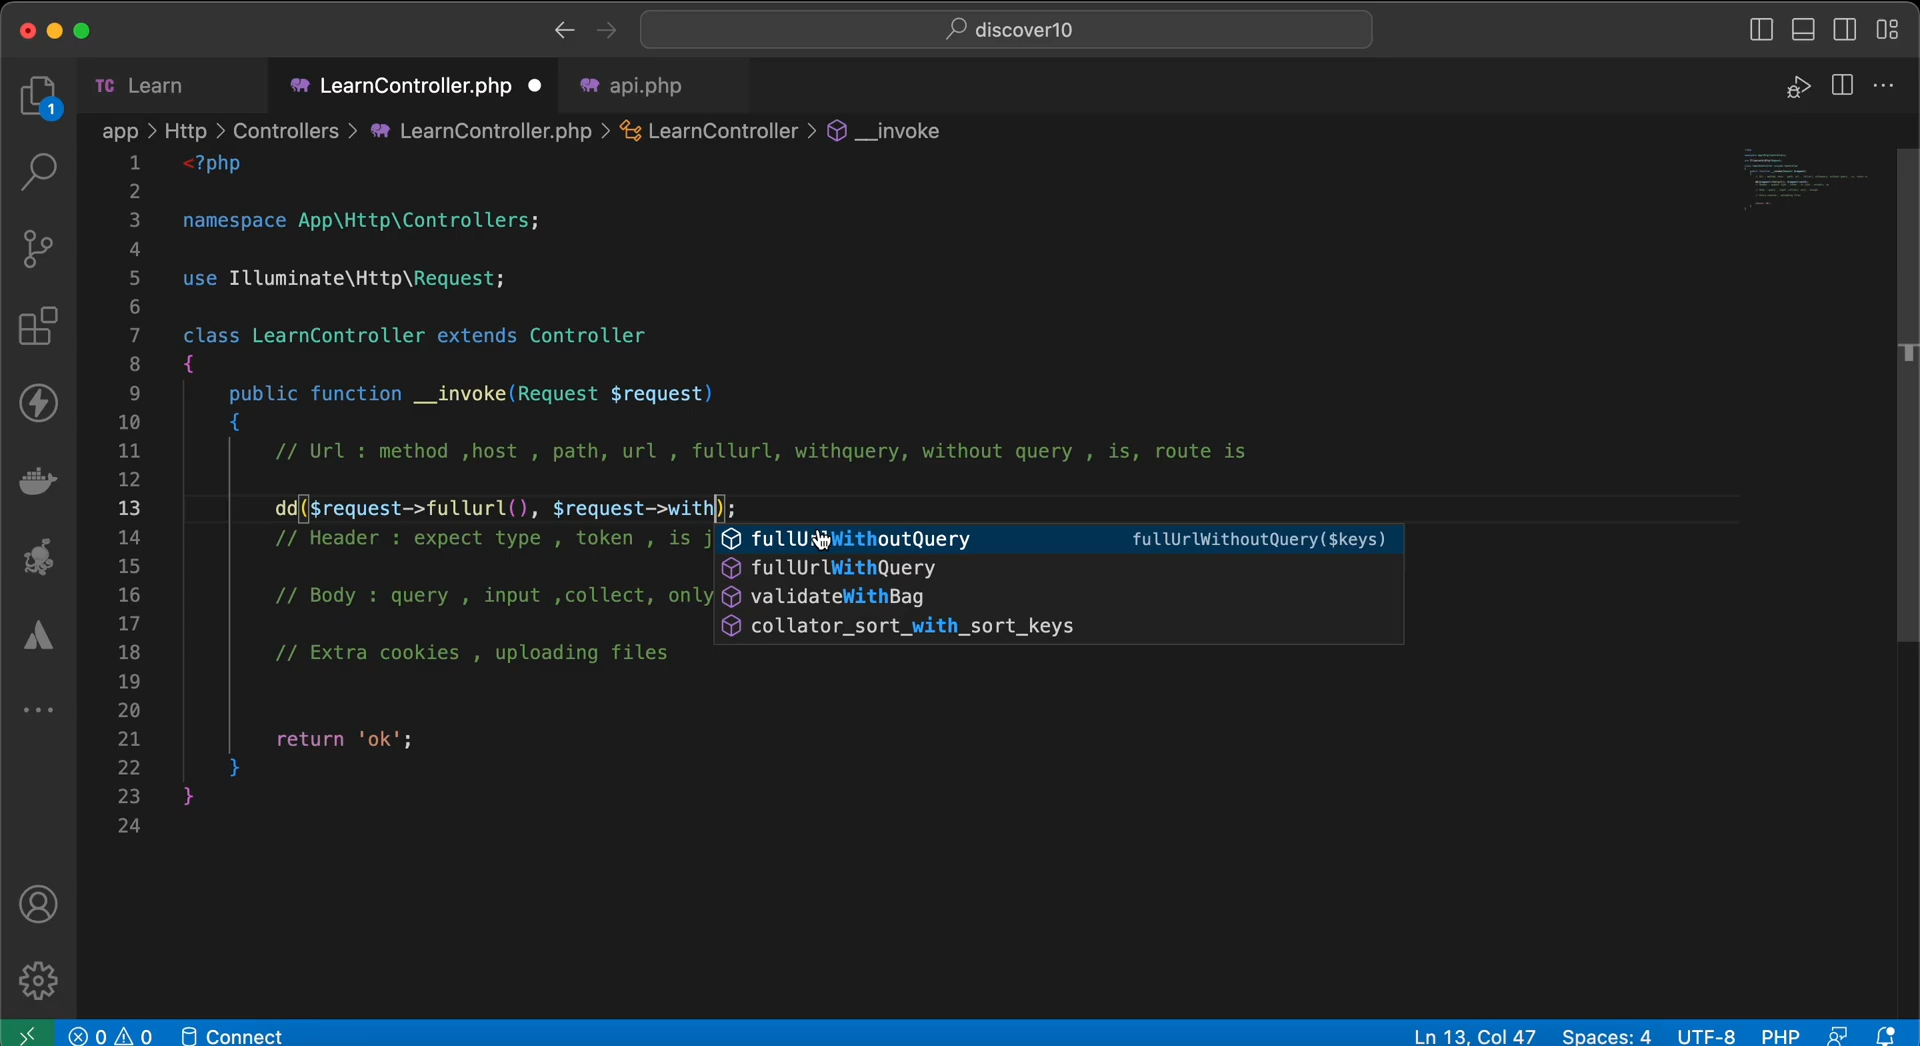 discover10
TC Learn LearnController.php api.php
1
app > Http > Controllers > LearnController.php > LearnController > __invoke
1 <?php
2
3 namespace App\Http\Controllers;
4
5 use Illuminate\Http\Request;
6
7 class LearnController extends Controller
8 {
9 public function __invoke(Request $request)
10 {
11 // Url : method ,host , path, url , fullurl, withquery, without query , is, route is
12
13 dd($request->fullurl(), $request->with);
14 // Header : expect type , token , is j
fullUrlWithoutQuery fullUrlWithoutQuery($keys)
15
fullUrlWithQuery
16 // Body : query , input ,collect, only
validateWithBag
17
collator_sort_with_sort_keys
18 // Extra cookies , uploading files
19
20
21 return 'ok';
22 }
23 }
24
0 0 Connect Ln 13, Col 47 Spaces: 4 UTF-8 PHP